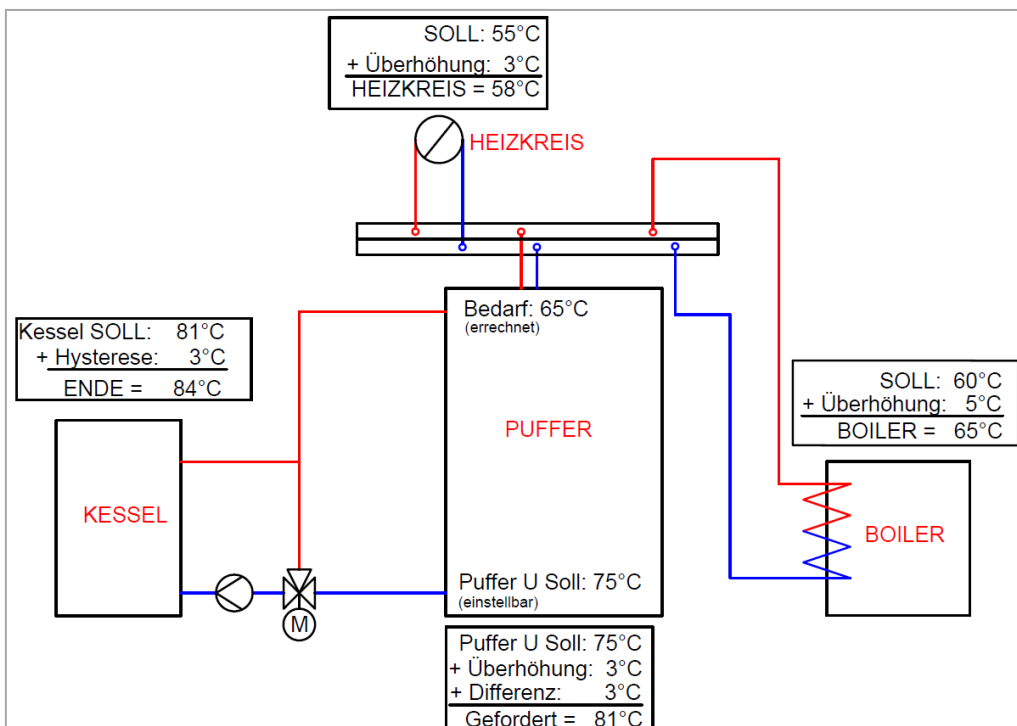 SOLL: 55°C
+ Überhöhung: 3°C
HEIZKREIS = 58°C
HEIZKREIS
Bedarf: 65°C
(errechnet)
Kessel SOLL: 81°C
+ Hysterese: 3°C
ENDE = 84°C
SOLL: 60°C
+ Überhöhung: 5°C
BOILER = 65°C
PUFFER
KESSEL
BOILER
Puffer U Soll: 75°C
(einstellbar)
M
Puffer U Soll: 75°C
+ Überhöhung: 3°C
+ Differenz: 3°C
Gefordert = 81°C